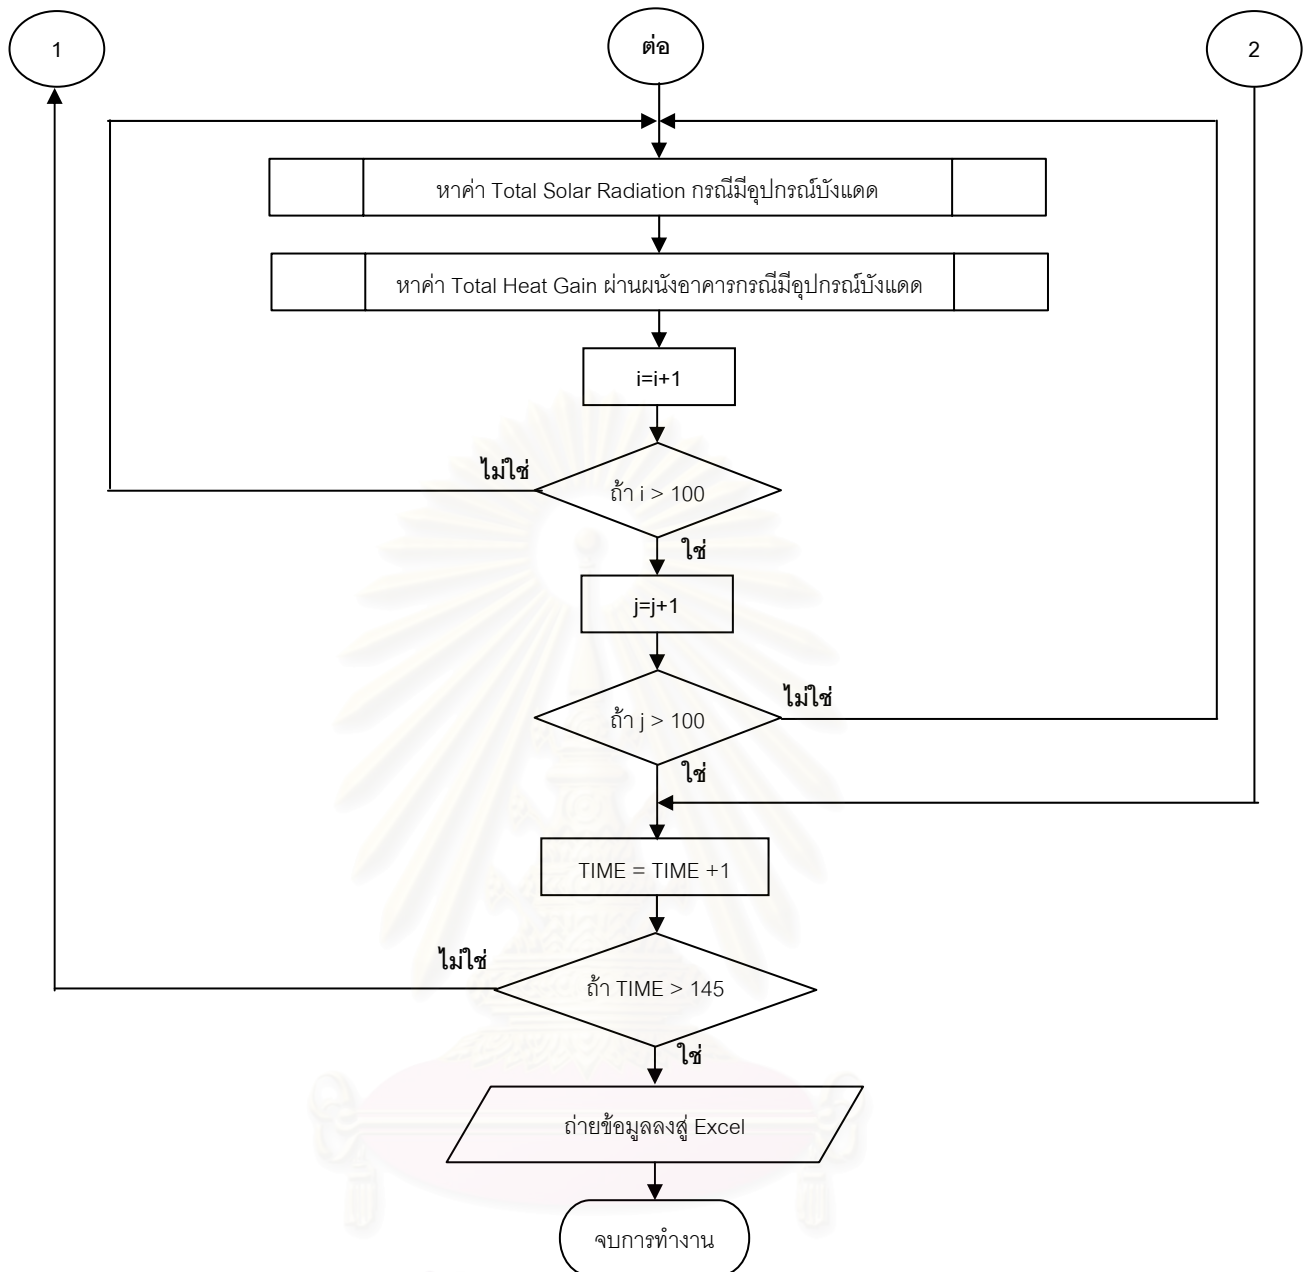 1
ต่อ
2
หาค่า Total Solar Radiation กรณีมีอุปกรณ์บังแดด
หาค่า Total Heat Gain ผ่านผนังอาคารกรณีมีอุปกรณ์บังแดด
i=i+1
ไม่ใช่
ถ้า i > 100
ใช่
j=j+1
ไม่ใช่
ถ้า j > 100
ใช่
TIME = TIME +1
ไม่ใช่
ถ้า TIME > 145
ใช่
ถ่ายข้อมูลลงสู่ Excel
จบการทำงาน